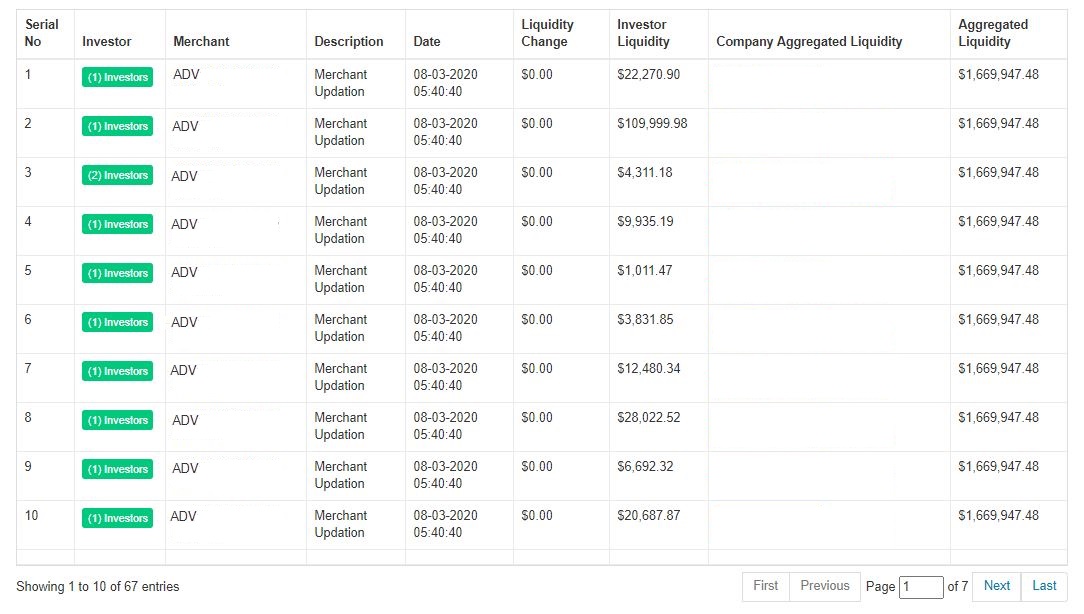 Serial No Investor Merchant Description Date Liquidity Change Investor Liquidity Company Aggregated Liquidity Aggregated Liquidity
1 (1) Investors ADV Merchant Updation 08-03-2020 05:40:40 $0.00 $22,270.90 $1,669,947.48
2 (1) Investors ADV Merchant Updation 08-03-2020 05:40:40 $0.00 $109,999.98 $1,669,947.48
3 (2) Investors ADV Merchant Updation 08-03-2020 05:40:40 $0.00 $4,311.18 $1,669,947.48
4 (1) Investors ADV Merchant Updation 08-03-2020 05:40:40 $0.00 $9,935.19 $1,669,947.48
5 (1) Investors ADV Merchant Updation 08-03-2020 05:40:40 $0.00 $1,011.47 $1,669,947.48
6 (1) Investors ADV Merchant Updation 08-03-2020 05:40:40 $0.00 $3,831.85 $1,669,947.48
7 (1) Investors ADV Merchant Updation 08-03-2020 05:40:40 $0.00 $12,480.34 $1,669,947.48
8 (1) Investors ADV Merchant Updation 08-03-2020 05:40:40 $0.00 $28,022.52 $1,669,947.48
9 (1) Investors ADV Merchant Updation 08-03-2020 05:40:40 $0.00 $6,692.32 $1,669,947.48
10 (1) Investors ADV Merchant Updation 08-03-2020 05:40:40 $0.00 $20,687.87 $1,669,947.48
Showing 1 to 10 of 67 entries First Previous Page 1 of 7 Next Last